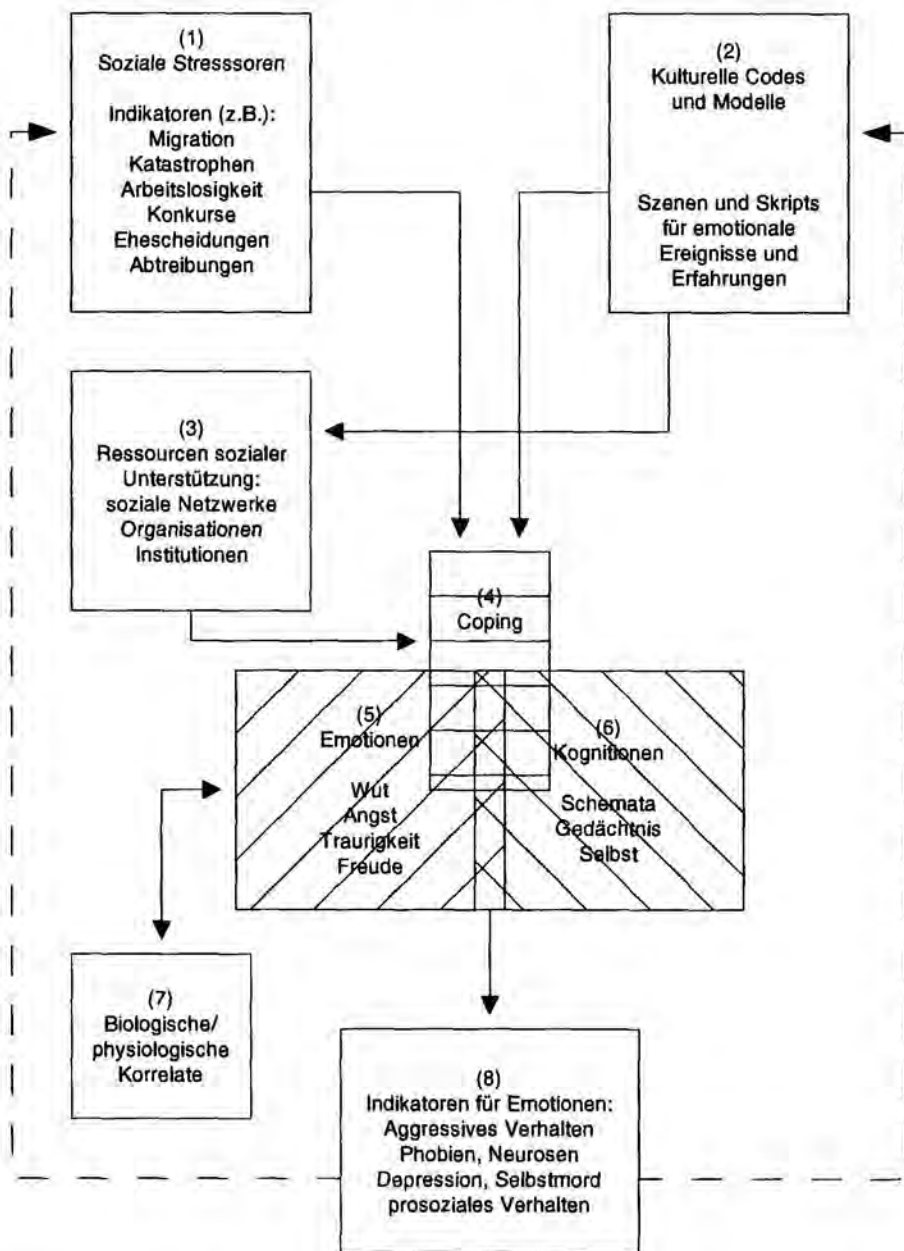 (1)
Soziale Stresssoren
Indikatoren (z.B.):
Migration
Katastrophen
Arbeitslosigkeit
Konkurse
Ehescheidungen
Abtreibungen
(2)
Kulturelle Codes
und Modelle
Szenen und Skripts
für emotionale
Ereignisse und
Erfahrungen
(3)
Ressourcen sozialer
Unterstützung:
soziale Netzwerke
Organisationen
Institutionen
(4)
Coping
(5)
Emotionen
Wut
Angst
Traurigkeit
Freude
(6)
Kognitionen
Schemata
Gedächtnis
Selbst
(7)
Biologische/
physiologische
Korrelate
(8)
Indikatoren für Emotionen:
Aggressives Verhalten
Phobien, Neurosen
Depression, Selbstmord
prosoziales Verhalten